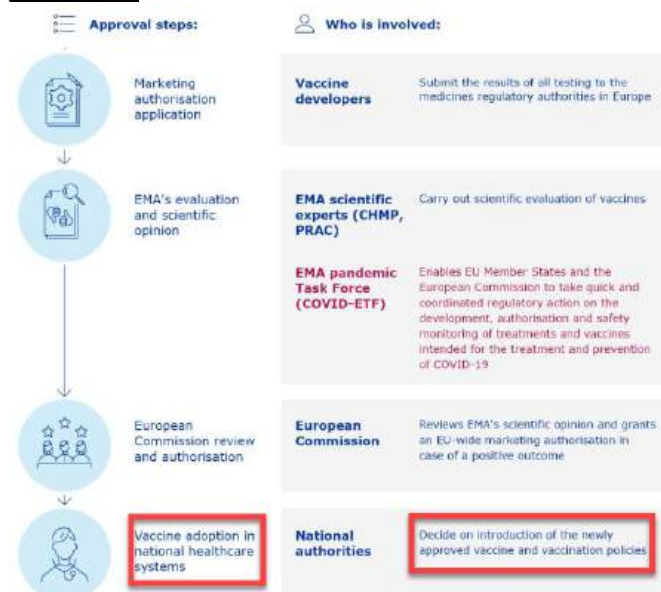 Approval steps:
Who is involved:
Marketing
authorisation
application
Vaccine
developers
Submit the results of all testing to the
medicines regulatory authorities in Europe
EMA's evaluation
and scientific
opinion
EMA scientific
experts (CHMP,
PRAC)
Carry out scientific evaluation of vaccines
EMA pandemic
Task Force
(COVID-ETF)
Enables EU Member States and the
European Commission to take quick and
coordinated regulatory action on the
development, authorisation and safety
monitoring of treatments and vaccines
intended for the treatment and prevention
of COVID-19
European
Commission review
and authorisation
European
Commission
Reviews EMA's scientific opinion and grants
an EU-wide marketing authorisation in
case of a positive outcome
Vaccine adoption in
national healthcare
systems
National
authorities
Decide on introduction of the newly
approved vaccine and vaccination policies